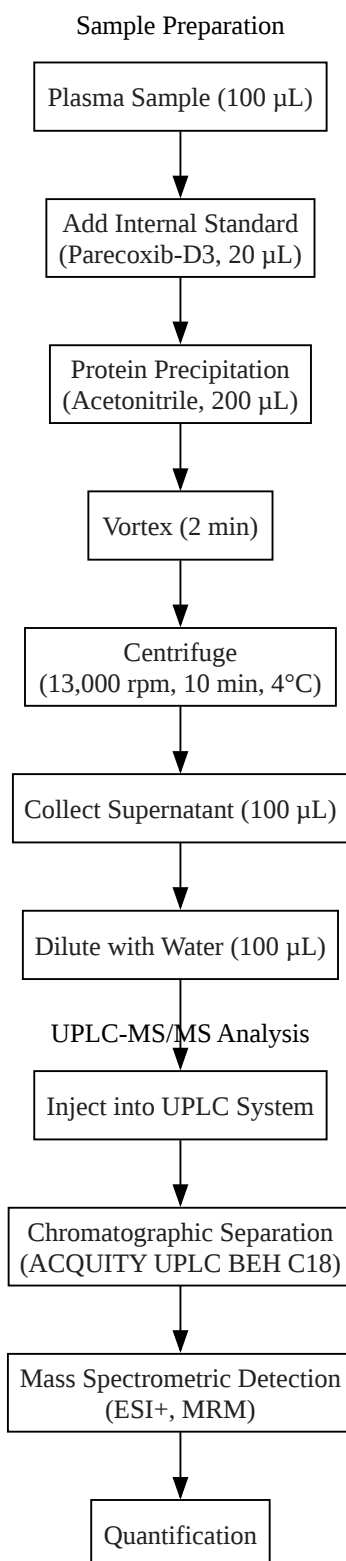 Sample Preparation
Plasma Sample (100 µL)
Add Internal Standard
(Parecoxib-D3, 20 µL)
Protein Precipitation
(Acetonitrile, 200 µL)
Vortex (2 min)
Centrifuge
(13,000 rpm, 10 min, 4°C)
Collect Supernatant (100 µL)
Dilute with Water (100 µL)
UPLC-MS/MS Analysis
Inject into UPLC System
Chromatographic Separation
(ACQUITY UPLC BEH C18)
Mass Spectrometric Detection
(ESI+, MRM)
Quantification